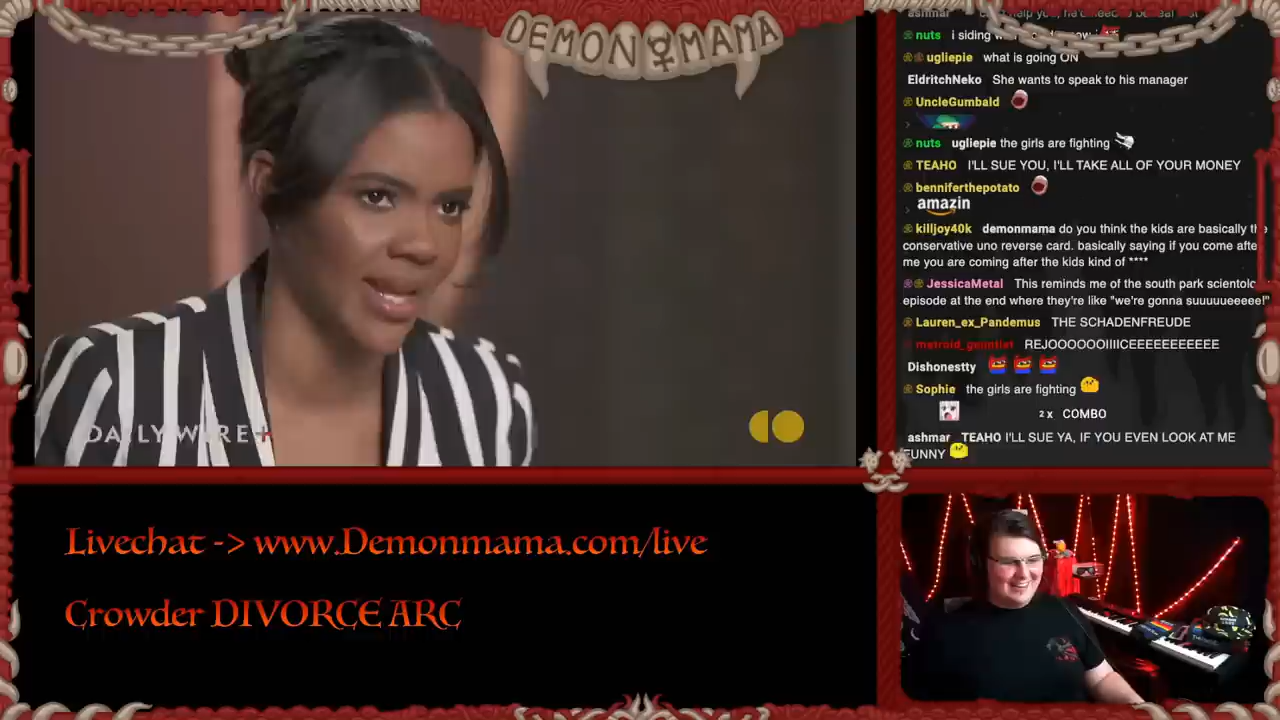 DEMON MAMA
ashmar
nuts i siding
ugliepie what is going ON
EldritchNeko She wants to speak to his manager
UncleGumbald
nuts ugliepie the girls are fighting
TEAHO I'LL SUE YOU, I'LL TAKE ALL OF YOUR MONEY
benniferthepotato
amazin
killjoy40k demonmama do you think the kids are basically the
conservative uno reverse card. basically saying if you come afte
me you are coming after the kids kind of ****
JessicaMetal This reminds me of the south park scientolo
episode at the end where they're like "we're gonna suuuuueeeee!"
Lauren_ex_Pandemus THE SCHADENFREUDE
metroid_gauntlet REJOOOOOOIIIICEEEEEEEEEEE
Dishonestty
Sophie the girls are fighting
2 x COMBO
ashmar TEAHO I'LL SUE YA, IF YOU EVEN LOOK AT ME
FUNNY
DAILY WIRE+
Livechat -> www.Demonmama.com/live
Crowder DIVORCE ARC